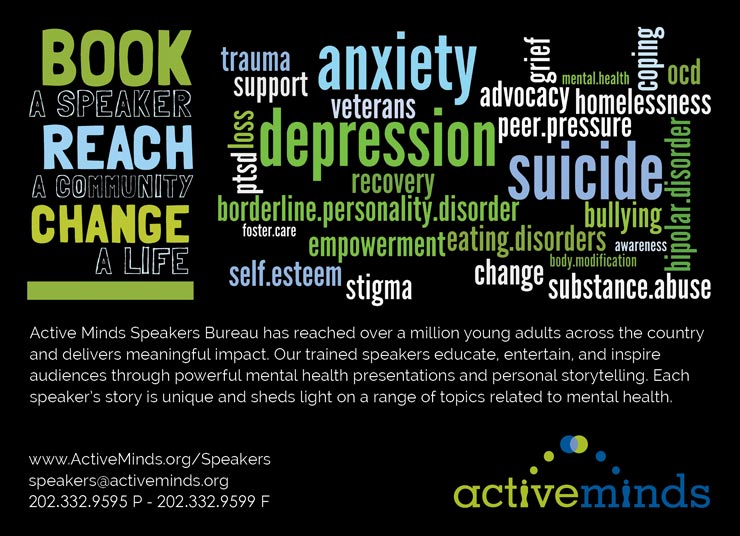 BOOK
A SPEAKER
REACH
A COMMUNITY
CHANGE
A LIFE
trauma
anxiety
grief
coping
support
mental.health
ocd
veterans
advocacy
homelessness
loss
depression
peer.pressure
ptsd
recovery
suicide
bipolar.disorder
borderline.personality.disorder
bullying
foster.care
empowerment
eating.disorders
awareness
body.modification
self.esteem
stigma
change
substance.abuse
Active Minds Speakers Bureau has reached over a million young adults across the country
and delivers meaningful impact. Our trained speakers educate, entertain, and inspire
audiences through powerful mental health presentations and personal storytelling. Each
speaker's story is unique and sheds light on a range of topics related to mental health.
www.ActiveMinds.org/Speakers
speakers@activeminds.org
202.332.9595 P - 202.332.9599 F
activeminds